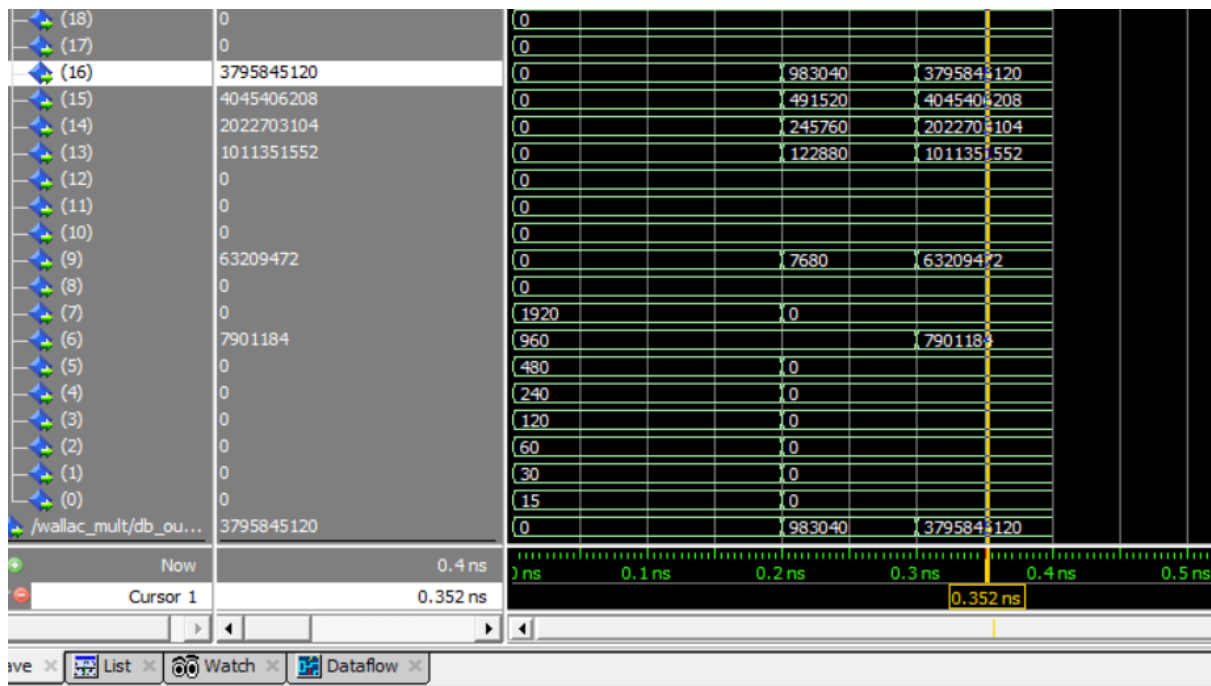 (18) 0 0
(17) 0 0
(16) 3795845120 0 983040 3795845120
(15) 4045406208 0 491520 4045406208
(14) 2022703104 0 245760 2022703104
(13) 1011351552 0 122880 1011351552
(12) 0 0
(11) 0 0
(10) 0 0
(9) 63209472 0 7680 63209472
(8) 0 0
(7) 0 1920 0
(6) 7901184 960 7901184
(5) 0 480 0
(4) 0 240 0
(3) 0 120 0
(2) 0 60 0
(1) 0 30 0
(0) 0 15 0
/wallac_mult/db_ou... 3795845120 0 983040 3795845120
Now 0.4 ns ns 0.1 ns 0.2 ns 0.3 ns 0.4 ns 0.5 ns
Cursor 1 0.352 ns 0.352 ns
ave List Watch Dataflow